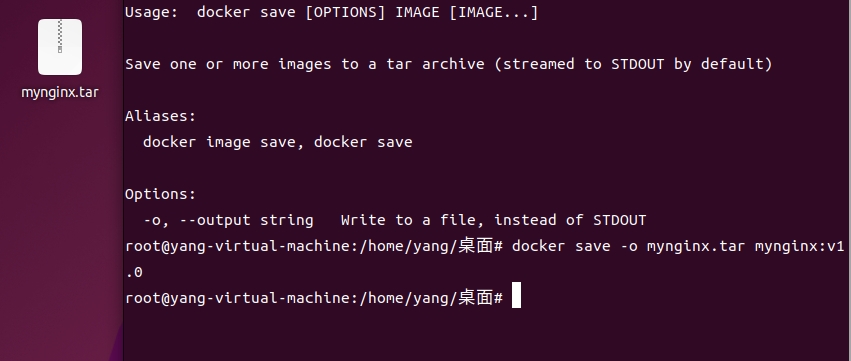 mynginx.tar
Usage:  docker save [OPTIONS] IMAGE [IMAGE...]
Save one or more images to a tar archive (streamed to STDOUT by default)
Aliases:
  docker image save, docker save
Options:
  -o, --output string   Write to a file, instead of STDOUT
root@yang-virtual-machine:/home/yang/桌面# docker save -o mynginx.tar mynginx:v1
.0
root@yang-virtual-machine:/home/yang/桌面#